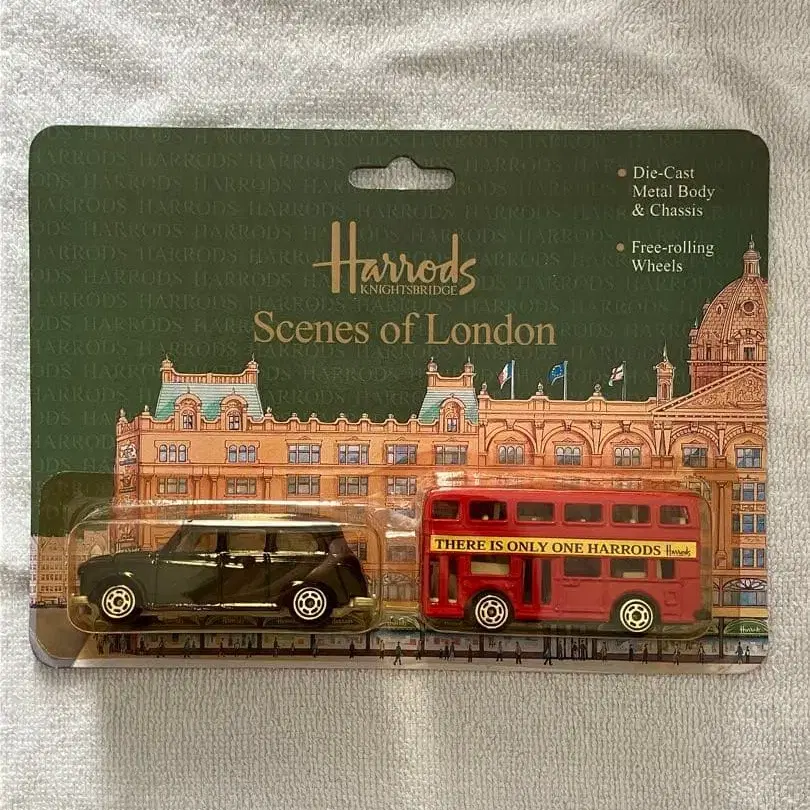 • Die-Cast
Metal Body
& Chassis
• Free-rolling
Wheels
Harrods
KNIGHTSBRIDGE
Scenes of London
THERE IS ONLY ONE HARRODS Harrods
Harrods